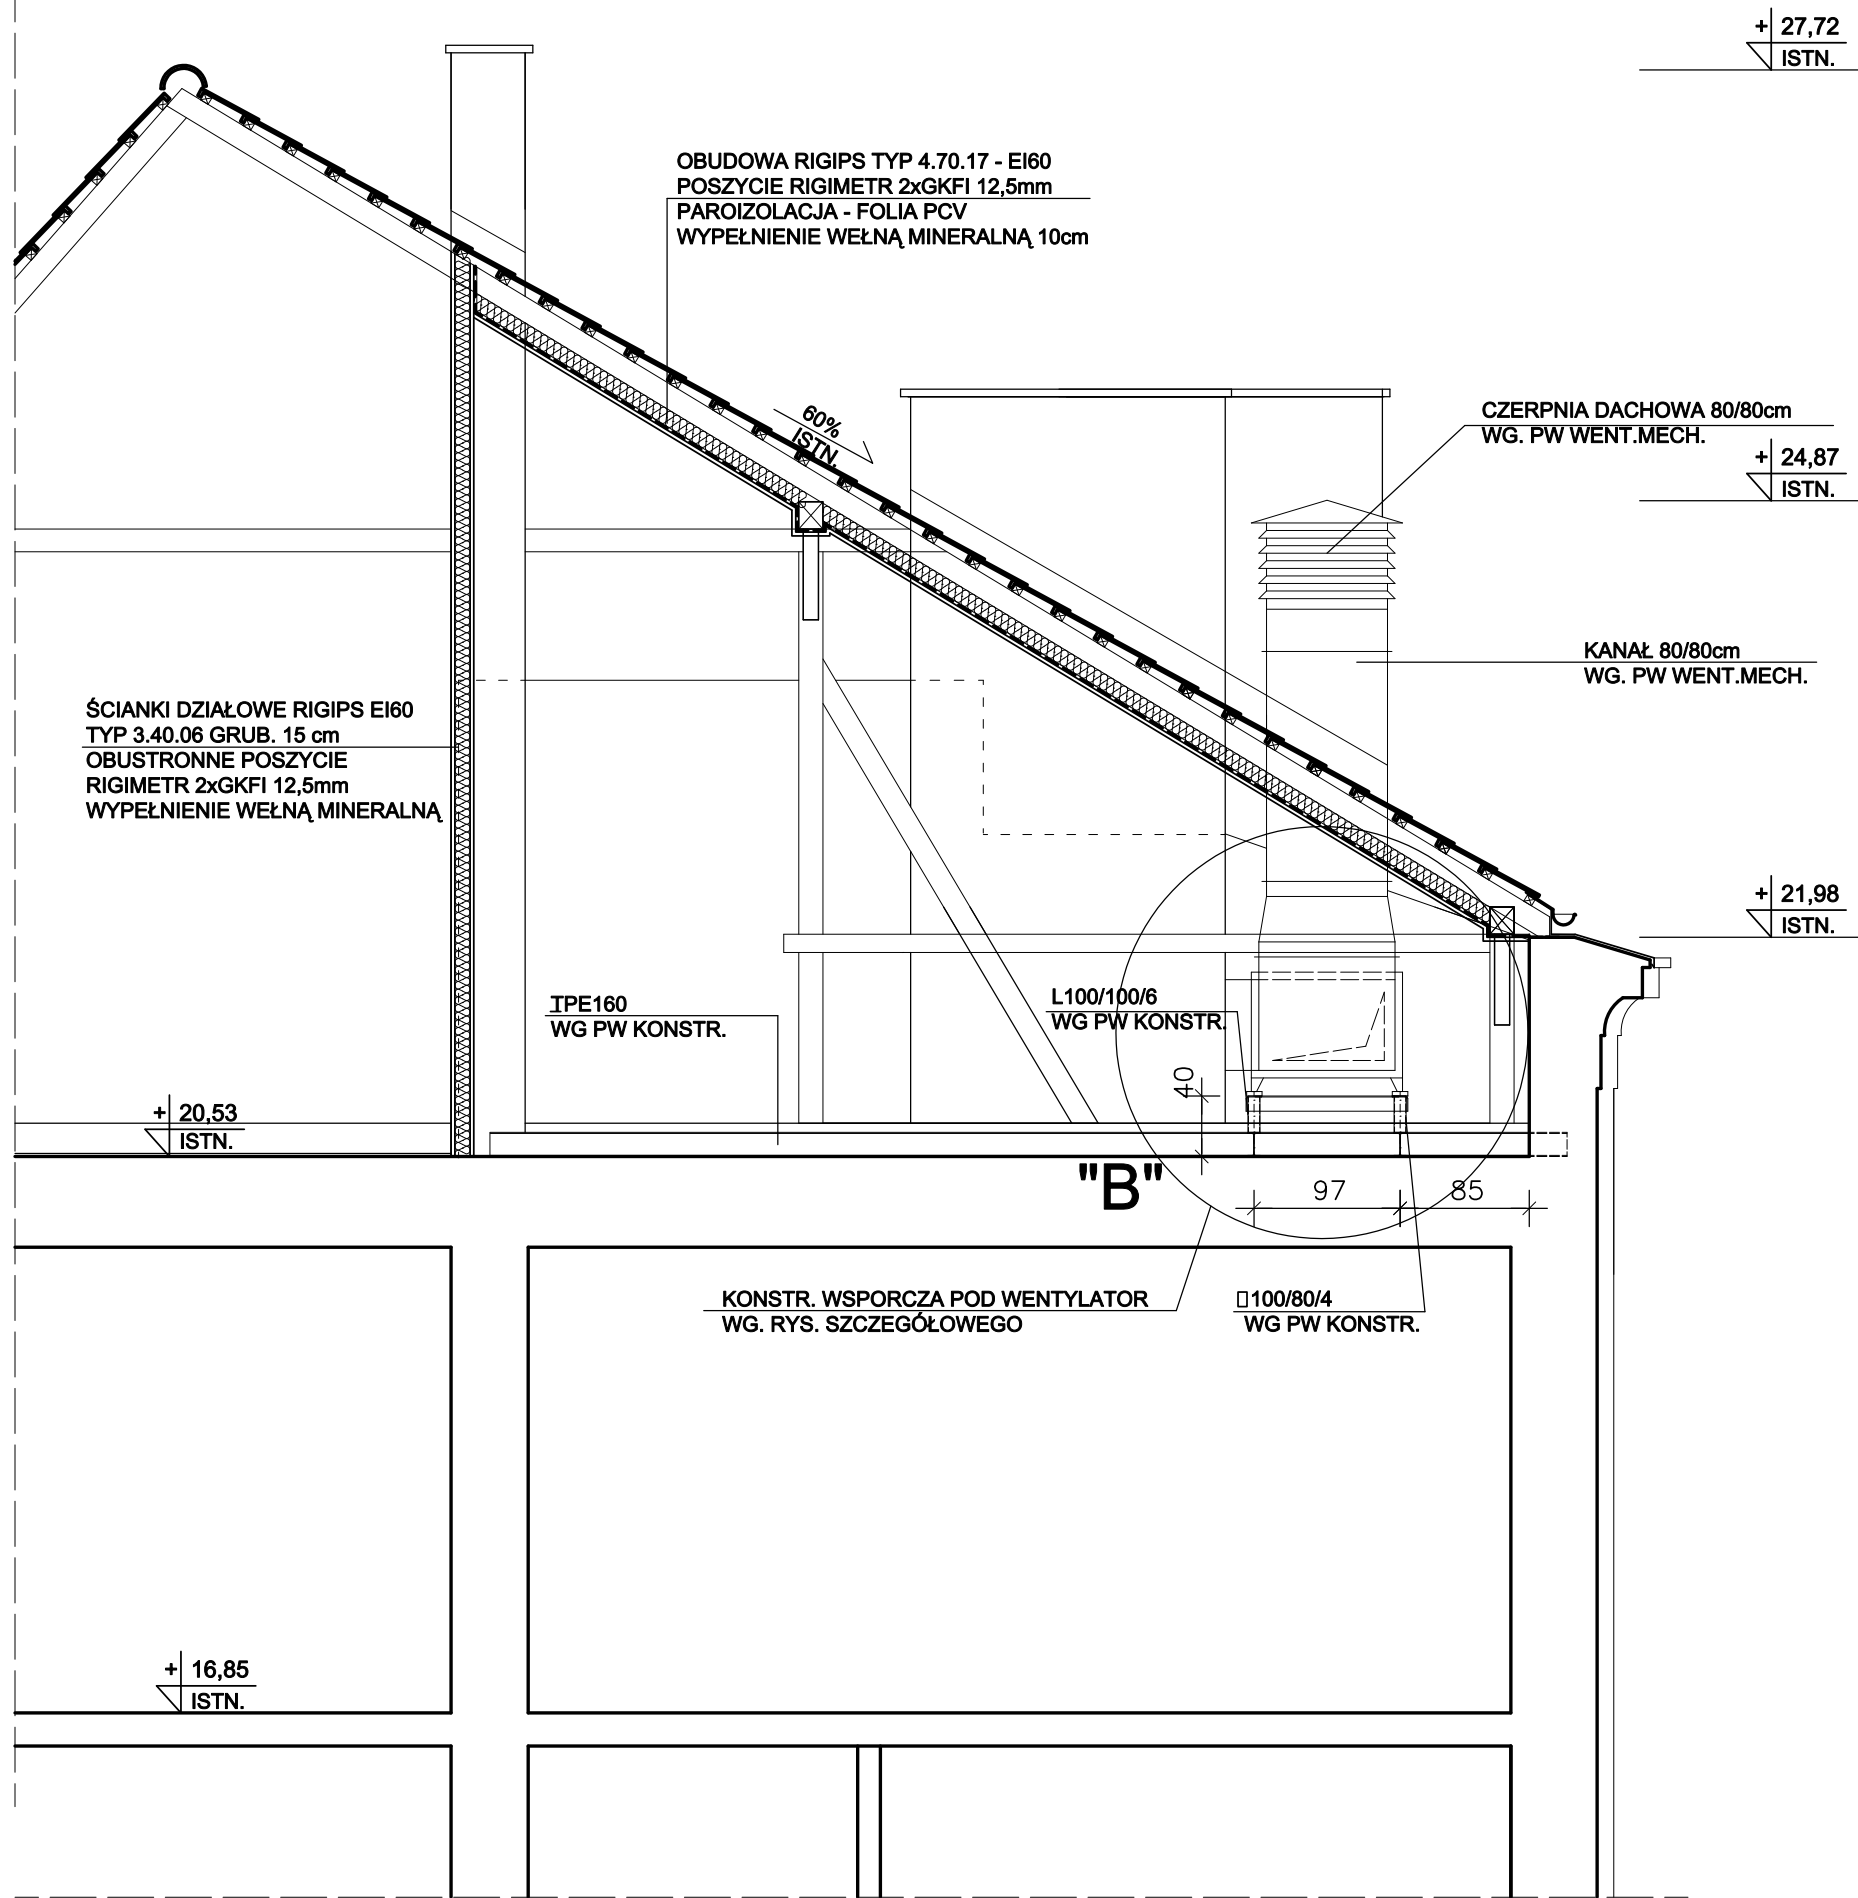 + 27,72
ISTN.
OBUDOWA RIGIPS TYP 4.70.17 - EI60
POSZYCIE RIGIMETR 2xGKFI 12,5mm
PAROIZOLACJA - FOLIA PCV
WYPEŁNIENIE WEŁNĄ MINERALNĄ 10cm
60%
ISTN.
CZERPNIA DACHOWA 80/80cm
WG. PW WENT.MECH.
+ 24,87
ISTN.
KANAŁ 80/80cm
WG. PW WENT.MECH.
ŚCIANKI DZIAŁOWE RIGIPS EI60
TYP 3.40.06 GRUB. 15 cm
OBUSTRONNE POSZYCIE
RIGIMETR 2xGKFI 12,5mm
WYPEŁNIENIE WEŁNĄ MINERALNĄ
+ 21,98
ISTN.
IPE160
WG PW KONSTR.
L100/100/6
WG PW KONSTR.
40
+ 20,53
ISTN.
"B"
97
85
KONSTR. WSPORCZA POD WENTYLATOR
WG. RYS. SZCZEGÓŁOWEGO
□100/80/4
WG PW KONSTR.
+ 16,85
ISTN.